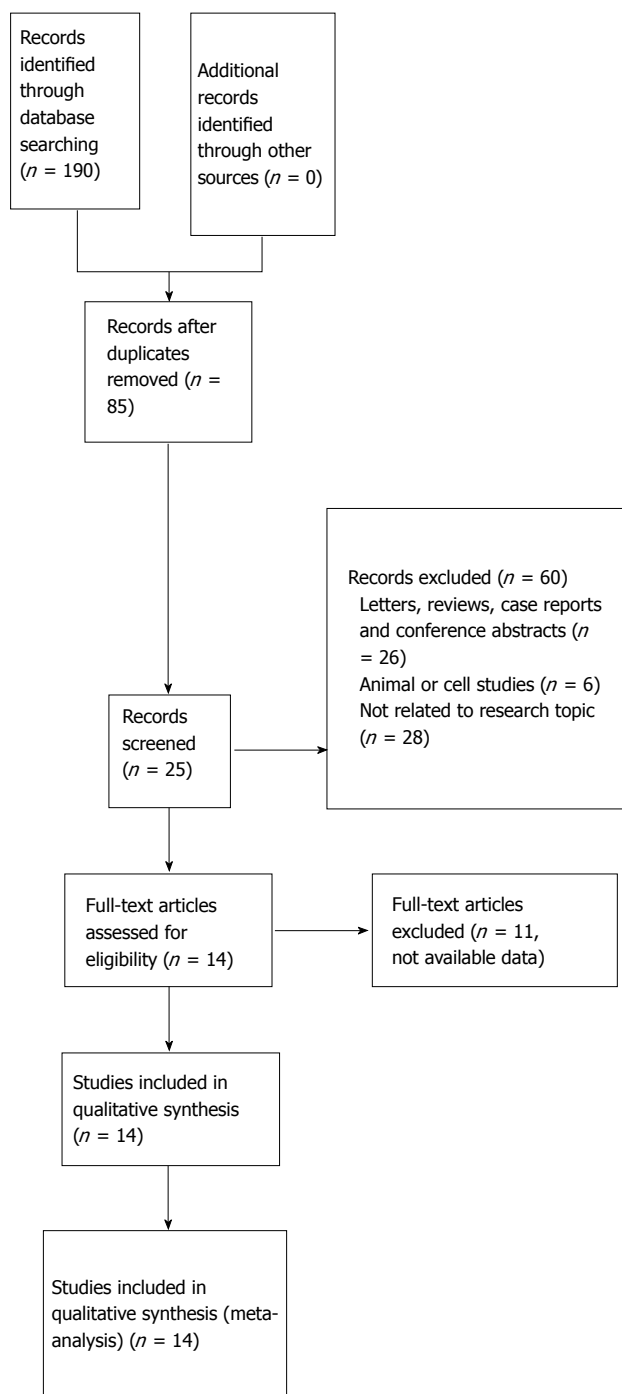 Records
identified
through
database
searching
(n = 190)
Additional
records
identified
through other
sources (n = 0)
Records after
duplicates
removed (n =
85)
Records excluded (n = 60)
Letters, reviews, case reports
and conference abstracts (n
= 26)
Animal or cell studies (n = 6)
Not related to research topic
(n = 28)
Records
screened
(n = 25)
Full-text articles
assessed for
eligibility (n = 14)
Full-text articles
excluded (n = 11,
not available data)
Studies included in
qualitative synthesis
(n = 14)
Studies included in
qualitative synthesis (meta-
analysis) (n = 14)